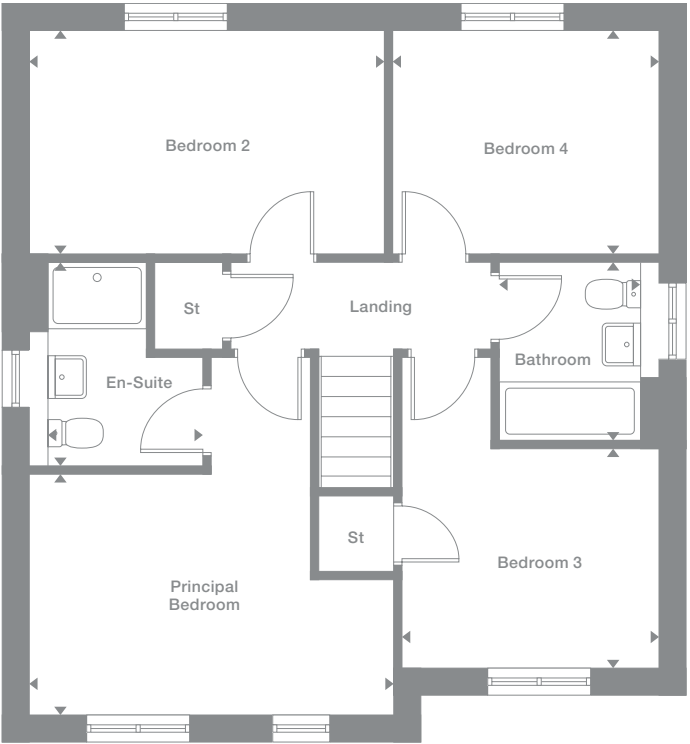 Bedroom 2
Bedroom 4
St
Landing
Bathroom
En-Suite
St
Bedroom 3
Principal
Bedroom